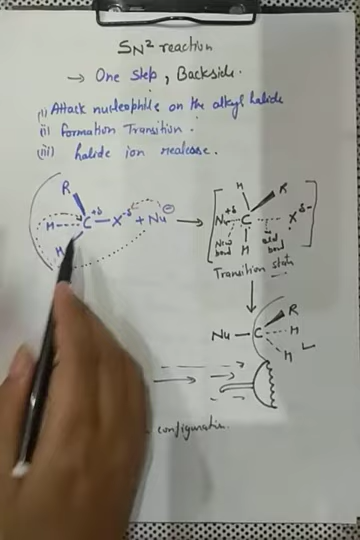 SN² reaction
→ One step, Backside.
(i) Attack nucleophile on the alkyl halide
(ii) Formation Transition.
(iii) halide ion realease.
R
H C +δ X -δ + Nu ⊖ →
H
H R
Nu +δ C X δ-
New bond H old bond
Transition state
R
Nu — C H
H
configuration.